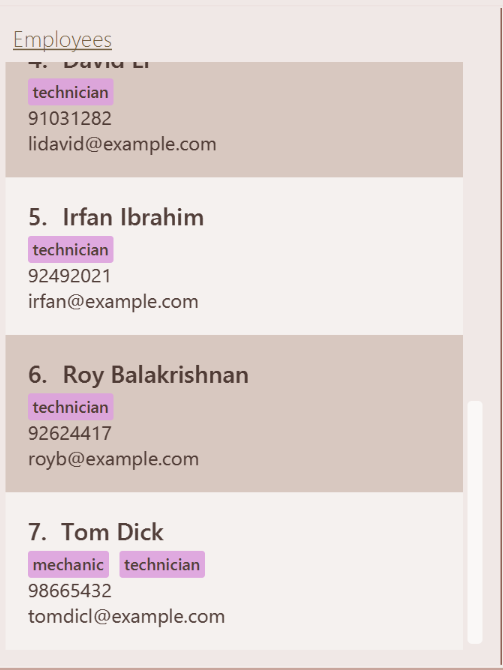 Employees
4. David Li
technician
91031282
lidavid@example.com
5. Irfan Ibrahim
technician
92492021
irfan@example.com
6. Roy Balakrishnan
technician
92624417
royb@example.com
7. Tom Dick
mechanic technician
98665432
tomdicl@example.com